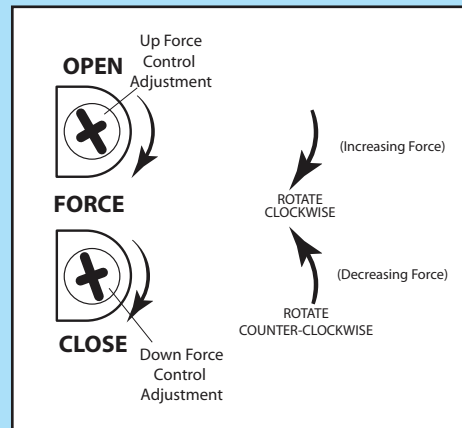 Up Force
Control
Adjustment
OPEN
FORCE
CLOSE
Down Force
Control
Adjustment
(Increasing Force)
ROTATE
CLOCKWISE
(Decreasing Force)
ROTATE
COUNTER-CLOCKWISE